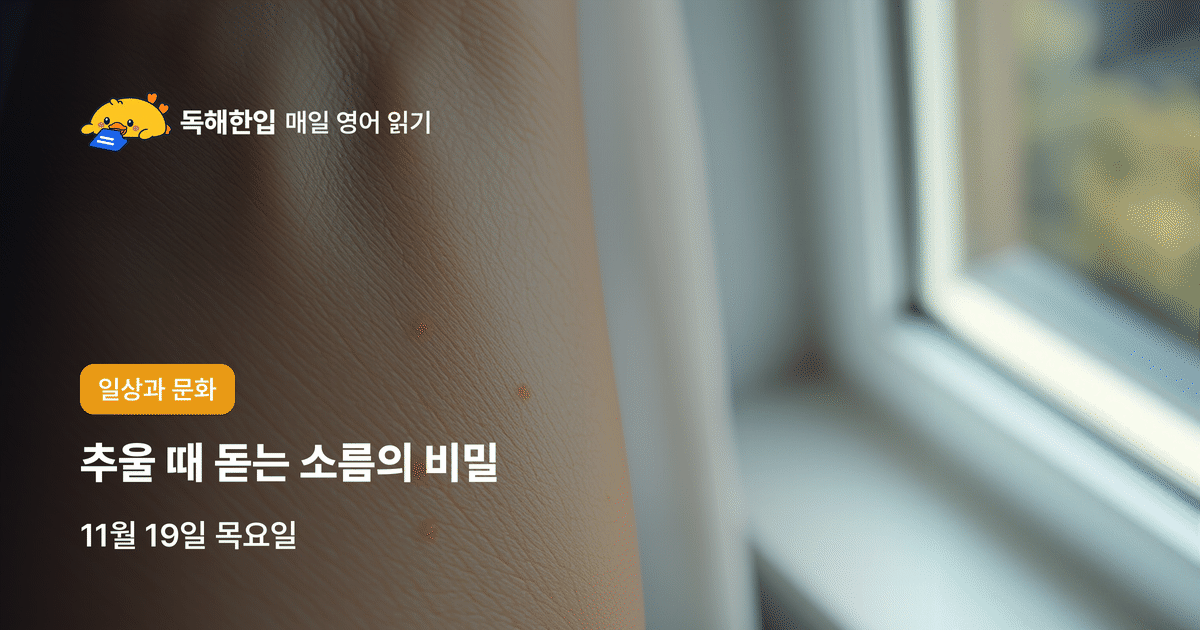 독해한입 매일 영어 읽기
일상과 문화
추울 때 돋는 소름의 비밀
11월 19일 목요일